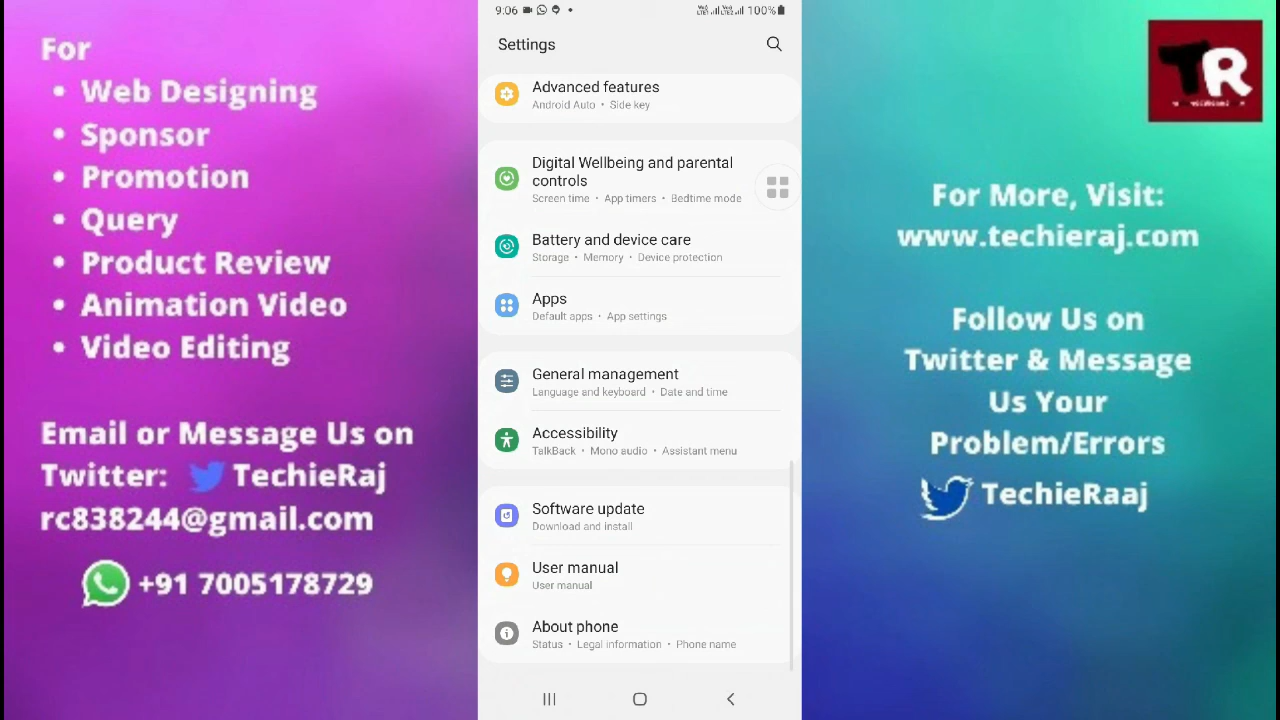 For
• Web Designing
• Sponsor
• Promotion
• Query
• Product Review
• Animation Video
• Video Editing
Email or Message Us on
Twitter: TechieRaj
rc838244@gmail.com
+91 7005178729
9:06
100%
Settings
Advanced features
Android Auto • Side key
Digital Wellbeing and parental
controls
Screen time • App timers • Bedtime mode
Battery and device care
Storage • Memory • Device protection
Apps
Default apps • App settings
General management
Language and keyboard • Date and time
Accessibility
TalkBack • Mono audio • Assistant menu
Software update
Download and install
User manual
User manual
About phone
Status • Legal information • Phone name
TR
For More, Visit:
www.techieraj.com
Follow Us on
Twitter & Message
Us Your
Problem/Errors
TechieRaaj